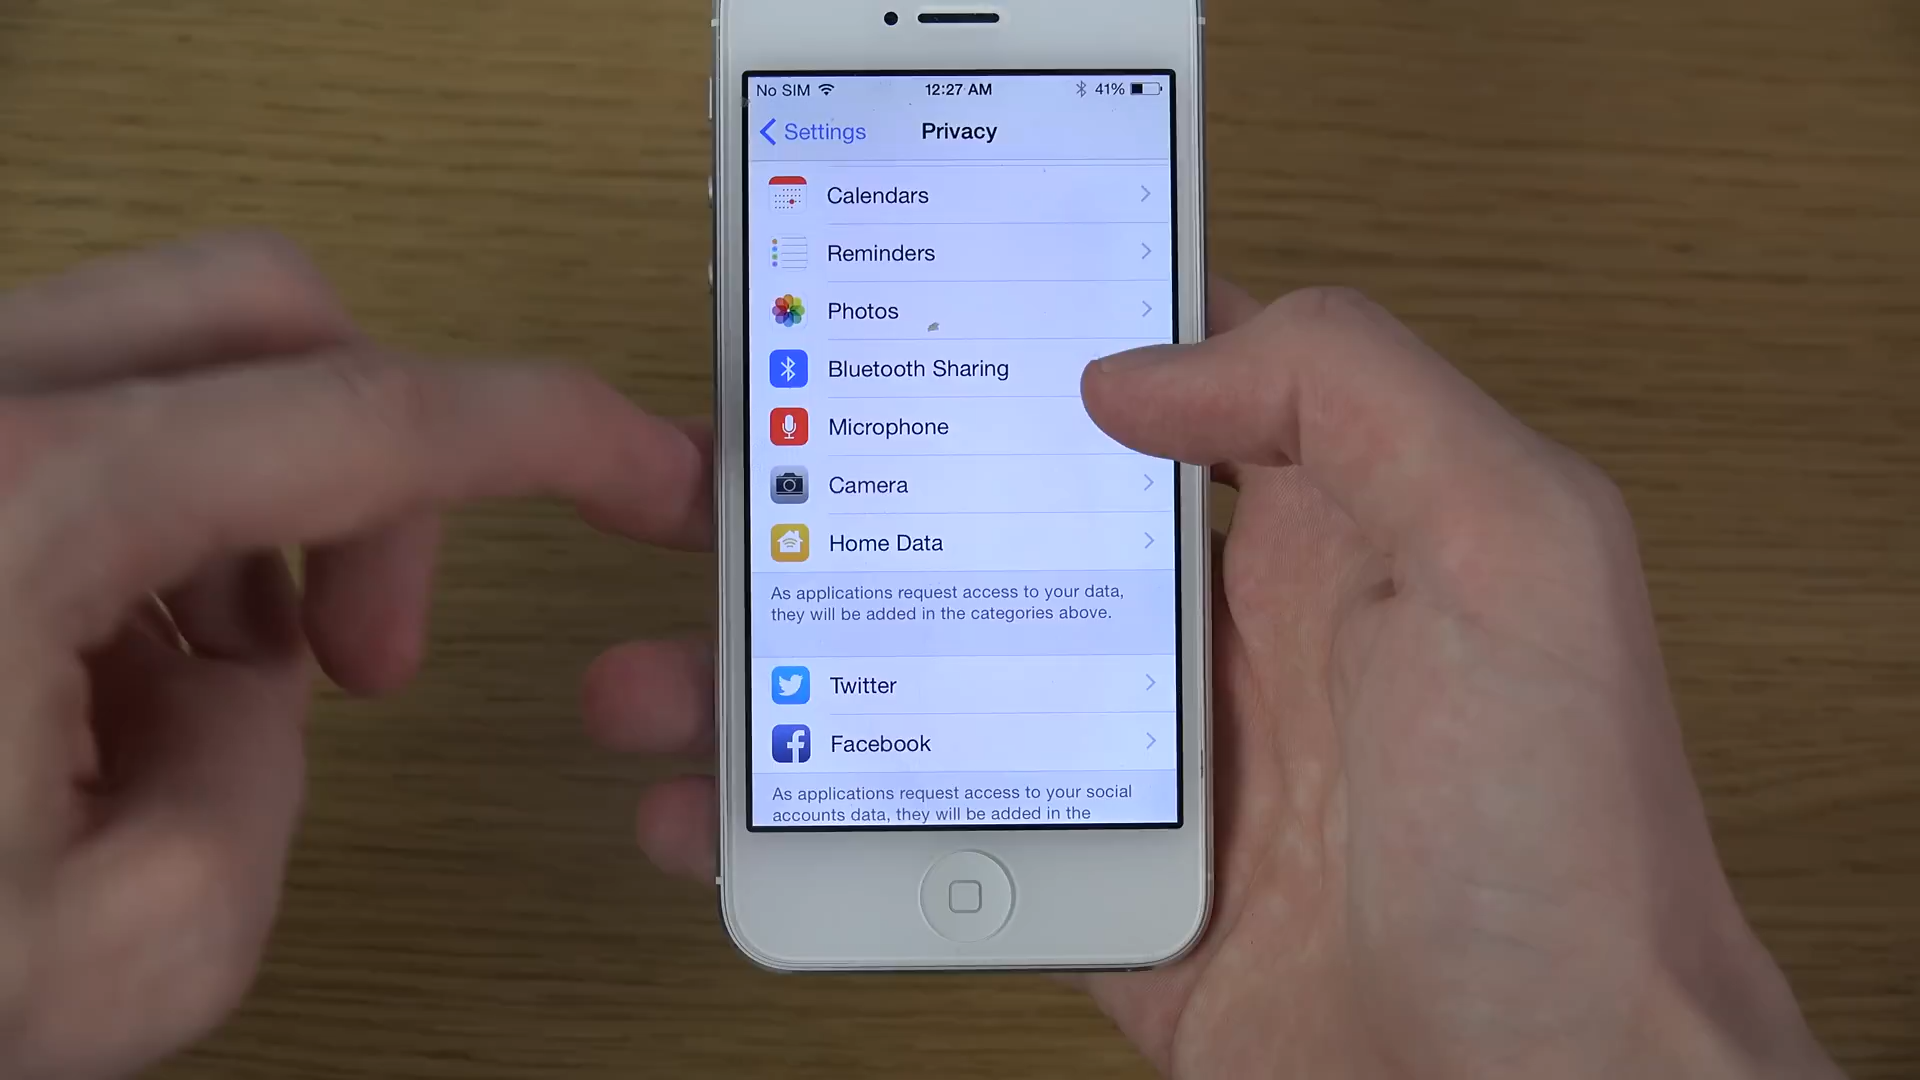 No SIM 12:27 AM 41%
Settings Privacy
Calendars
Reminders
Photos
Bluetooth Sharing
Microphone
Camera
Home Data
As applications request access to your data,
they will be added in the categories above.
Twitter
Facebook
As applications request access to your social
accounts data, they will be added in the